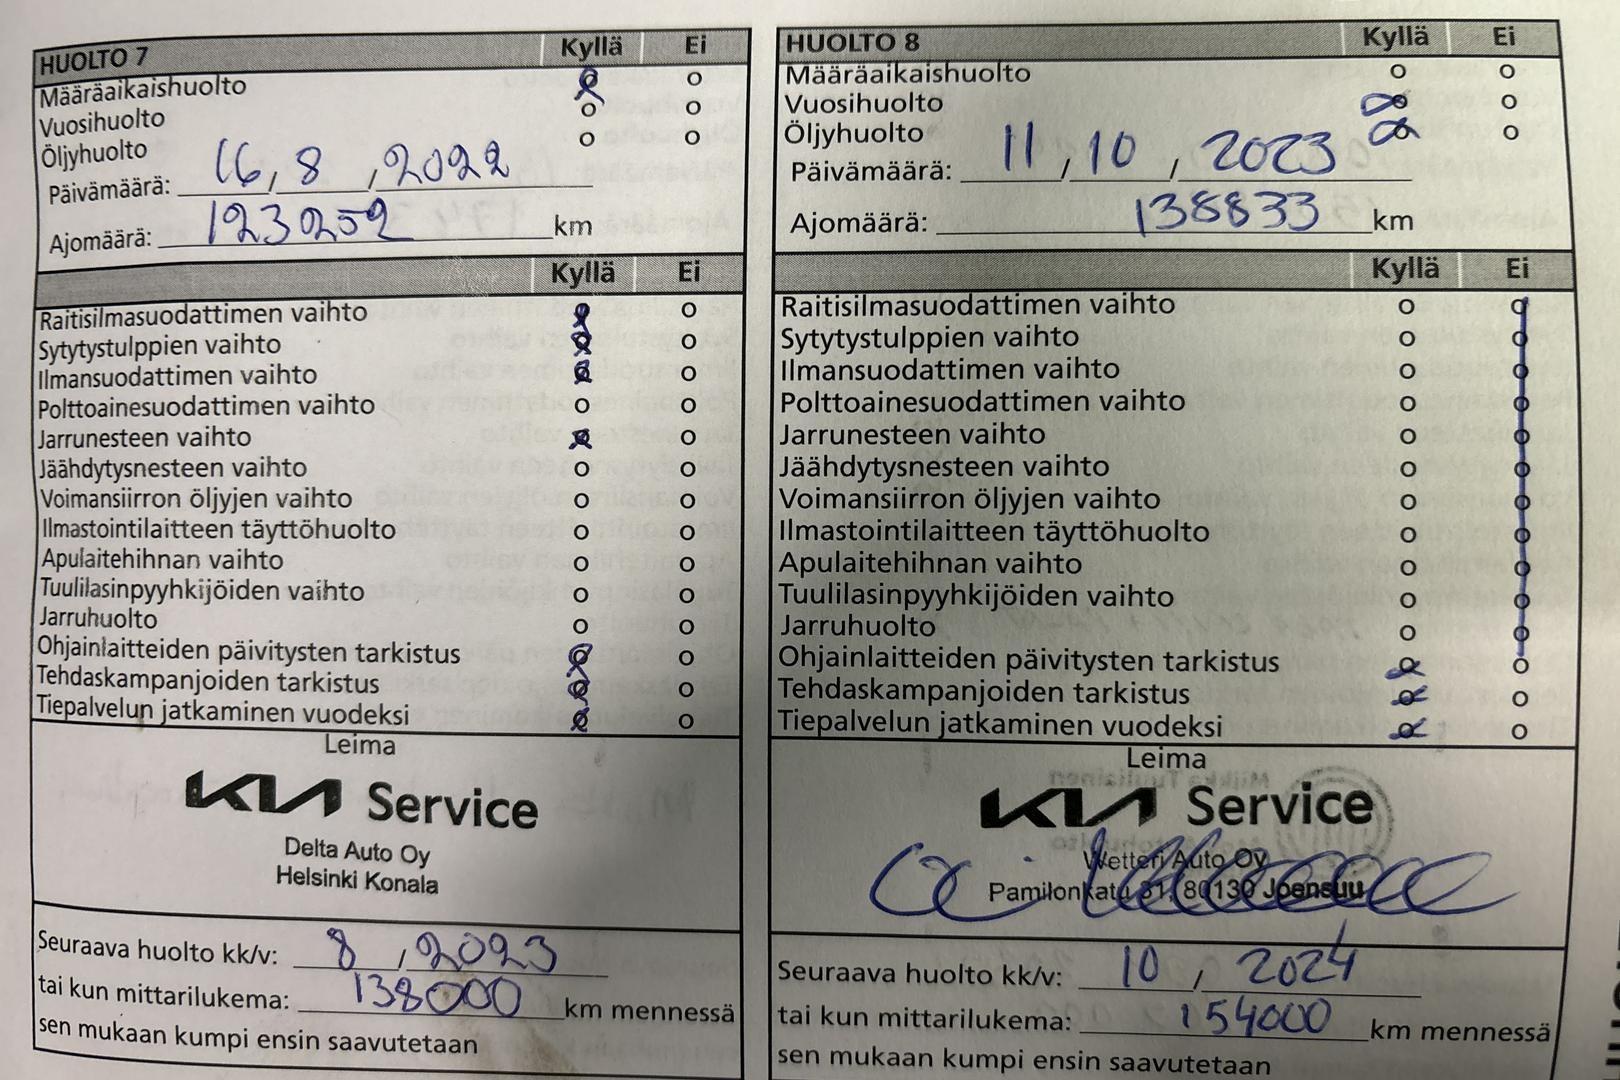 HUOLTO 7 Kyllä Ei
Määräaikaishuolto
Vuosihuolto
Öljyhuolto
Päivämäärä: 16, 8, 2022
Ajomäärä: 123252 km
Kyllä Ei
Raitisilmasuodattimen vaihto
Sytytystulppien vaihto
Ilmansuodattimen vaihto
Polttoainesuodattimen vaihto
Jarrunesteen vaihto
Jäähdytysnesteen vaihto
Voimansiirron öljyjen vaihto
Ilmastointilaitteen täyttöhuolto
Apulaitehihnan vaihto
Tuulilasinpyyhkijöiden vaihto
Jarruhuolto
Ohjainlaitteiden päivitysten tarkistus
Tehdaskampanjoiden tarkistus
Tiepalvelun jatkaminen vuodeksi
Leima
KIA Service
Delta Auto Oy
Helsinki Konala
Seuraava huolto kk/v: 8, 2023
tai kun mittarilukema: 138000 km mennessä
sen mukaan kumpi ensin saavutetaan
HUOLTO 8 Kyllä Ei
Määräaikaishuolto
Vuosihuolto
Öljyhuolto
Päivämäärä: 11, 10, 2023
Ajomäärä: 138833 km
Kyllä Ei
Raitisilmasuodattimen vaihto
Sytytystulppien vaihto
Ilmansuodattimen vaihto
Polttoainesuodattimen vaihto
Jarrunesteen vaihto
Jäähdytysnesteen vaihto
Voimansiirron öljyjen vaihto
Ilmastointilaitteen täyttöhuolto
Apulaitehihnan vaihto
Tuulilasinpyyhkijöiden vaihto
Jarruhuolto
Ohjainlaitteiden päivitysten tarkistus
Tehdaskampanjoiden tarkistus
Tiepalvelun jatkaminen vuodeksi
Leima
KIA Service
Wetteri Auto Oy
Pamilonkatu 31, 80130 Joensuu
Seuraava huolto kk/v: 10, 2024
tai kun mittarilukema: 154000 km mennessä
sen mukaan kumpi ensin saavutetaan